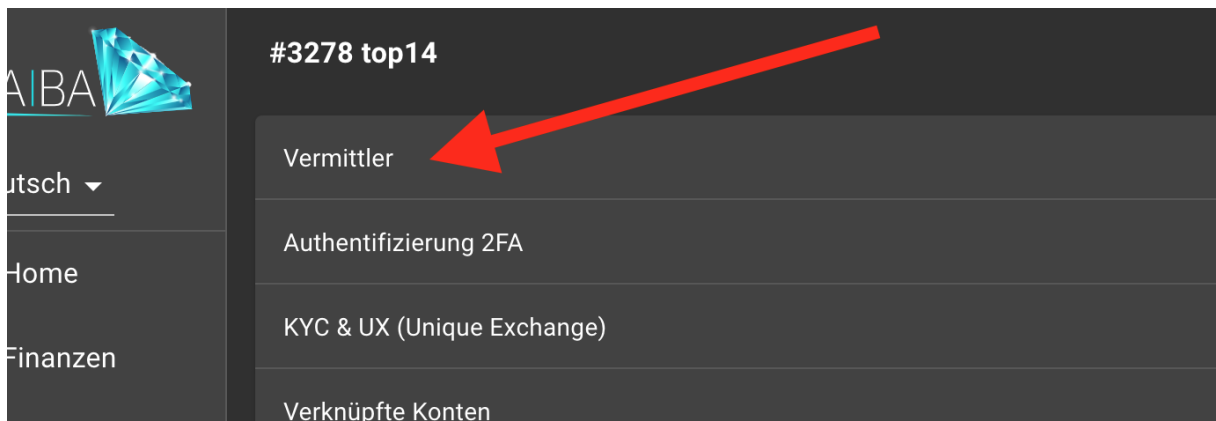 AIBA
utsch
Home
Finanzen
#3278 top14
Vermittler
Authentifizierung 2FA
KYC & UX (Unique Exchange)
Verknüpfte Konten